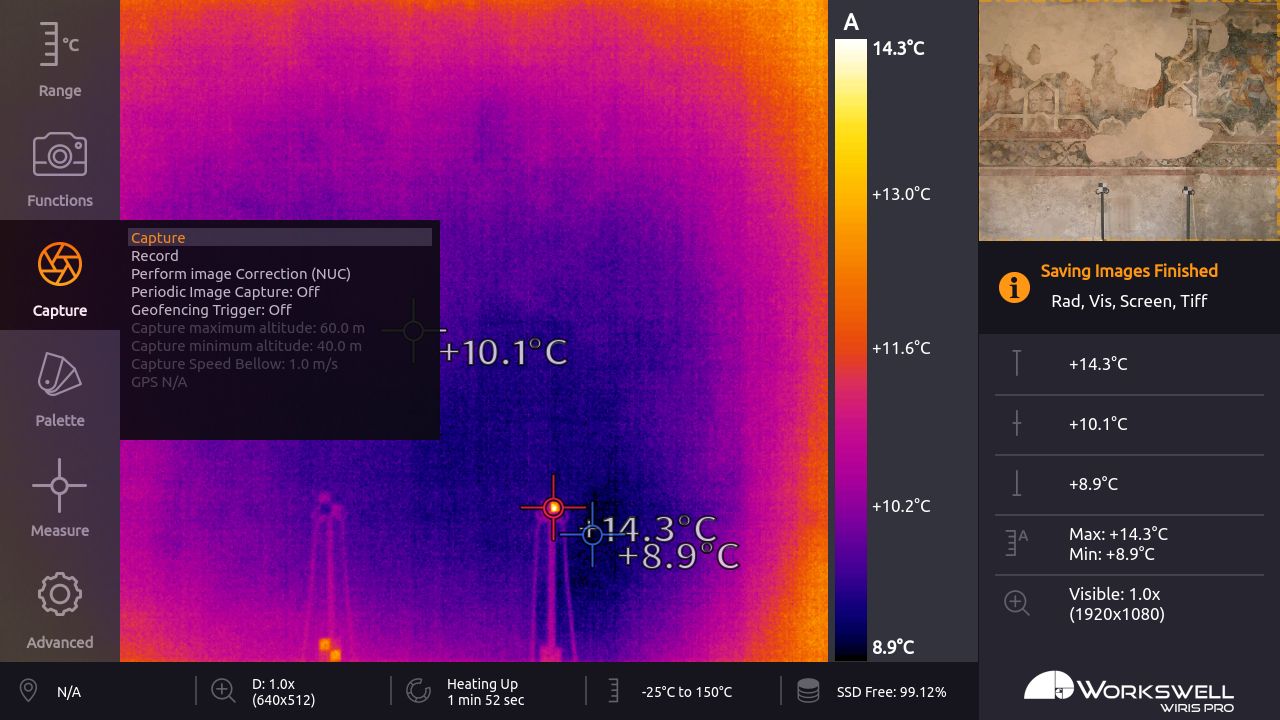 °C
Range
Functions
Capture
Palette
Measure
Advanced
Capture
Record
Perform image Correction (NUC)
Periodic Image Capture: Off
Geofencing Trigger: Off
Capture maximum altitude: 60.0 m
Capture minimum altitude: 40.0 m
Capture Speed Bellow: 1.0 m/s
GPS N/A
+10.1°C
+14.3°C
+8.9°C
A
14.3°C
+13.0°C
+11.6°C
+10.2°C
8.9°C
Saving Images Finished
Rad, Vis, Screen, Tiff
+14.3°C
+10.1°C
+8.9°C
A
Max: +14.3°C
Min: +8.9°C
Visible: 1.0x
(1920x1080)
N/A
D: 1.0x
(640x512)
Heating Up
1 min 52 sec
-25°C to 150°C
SSD Free: 99.12%
WORKSWELL
WIRIS PRO